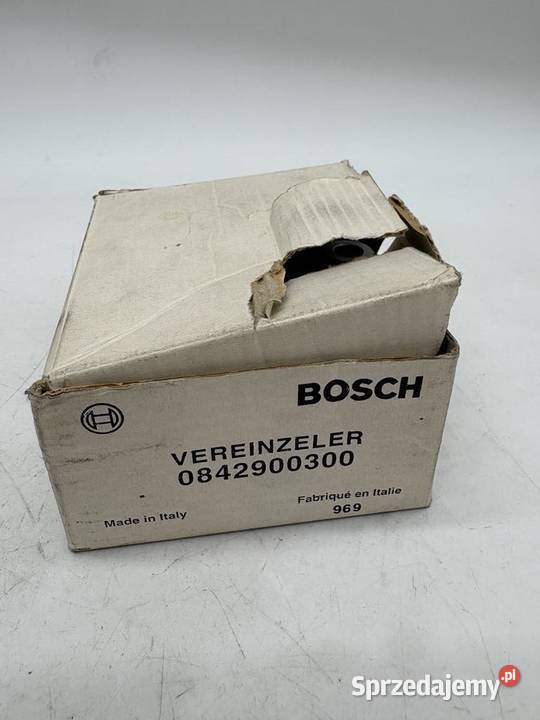 BOSCH
VEREINZELER
0842900300
Made in Italy
Fabriqué en Italie
969
Sprzedajemy.pl